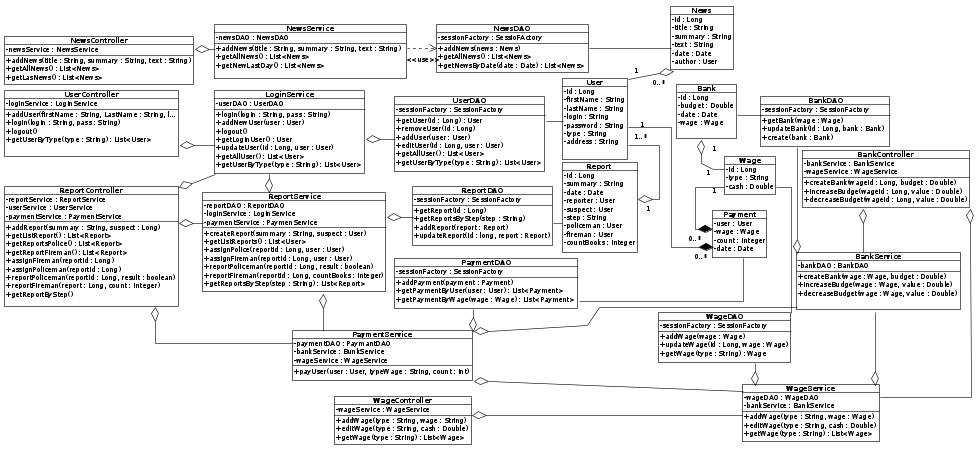 NewsController
-newsService : NewsService
+addNews(title : String, summary : String, text : String)
+getAllNews() : List<News>
+getLasNews() : List<News>
NewsService
-newsDAO : NewsDAO
+addNews(title : String, summary : String, text : String)
+getAllNews() : List<News>
+getNewLastDay() : List<News>
<<use>>
NewsDAO
-sessionFactory : SessioFActory
+addNews(news : News)
+getAllNews() : List<News>
+getNewsByDate(date : Date) : List<News>
News
-id : Long
-title : String
-summary : String
-text : String
-date : Date
-author : User
1
0..*
UserController
-loginService : LoginService
+addUser(firstName : String, LastName : String, l...
+login(login : String, pass : String)
+logout()
+getUserByType(type : String) : List<User>
LoginService
-userDAO : UserDAO
+login(login : String, pass : String)
+addNewUser(user : User)
+logout()
+getLoginUser() : User
+updateUser(id : Long, user : User)
+getAllUser() : List<User>
+getUserByType(type : String) : List<User>
UserDAO
-sessionFactory : SessionFactory
+getUser(id : Long) : User
+removeUser(id : Long)
+addUser(user : User)
+editUser(id : Long, user : User)
+getAllUser() : List<User>
+getUserByType(type : String) : List<User>
User
-id : Long
-firstName : String
-lastName : String
-login : String
-password : String
-type : String
-address : String
1
1..*
Bank
-id : Long
-budget : Double
-date : Date
-wage : Wage
1
BankDAO
-sessionFactory : SessionFactory
+getBank(wage : Wage)
+updateBank(id : Long, bank : Bank)
+create(bank : Bank)
BankController
-bankService : BankService
-wageService : WageService
+createBank(wageId : Long, budget : Double)
+increaseBudge(wageId : Long, value : Double)
+decreaseBudget(wageId : Long, value : Double)
Wage
-id : Long
-type : String
-cash : Double
1
Report
-id : Long
-summary : String
-date : Date
-reporter : User
-suspect : User
-step : String
-policeman : User
-fireman : User
-countBooks : Integer
1
Payment
-user : User
-wage : Wage
-count : Integer
-date : Date
0..*
0..*
ReportController
-reportService : ReportService
-userService : UserService
-paymentService : PaymentService
+addReport(summary : String, suspect : Long)
+getListReport() : List<Report>
+getReportsPolice() : List<Report>
+getReportFireman() : List<Report>
+assignFireman(reportId : Long)
+assignPoliceman(reportId : Long)
+reportPoliceman(reportId : Long, result : boolean)
+reportFireman(report : Long, count : Integer)
+getReportByStep()
ReportService
-reportDAO : ReportDAO
-loginService : LoginService
-paymentService : PaymentService
+createReport(summary : String, suspect : User)
+getListReports() : List<User>
+assignPolice(reportId : Long, user : User)
+assignFireman(reportId : Long, user : User)
+reportPoliceman(reportId : Long, result : boolean)
+reportFireman(reportId : Long, countBooks : Integer)
+getReportsByStep(step : String) : List<Report>
ReportDAO
-sessionFactory : SessionFactory
+getReport(id : Long)
+getReportsByStep(step : String)
+addReport(report : Report)
+updateReport(id : long, report : Report)
PaymentDAO
-sessionFactory : SessionFactory
+addPayment(payment : Payment)
+getPaymentByUser(user : User) : List<Payment>
+getPaymentByWage(wage : Wage) : List<Payment>
BankService
-bankDAO : BankDAO
+createBank(wage : Wage, budget : Double)
+increaseBudget(wage : Wage, value : Double)
+decreaseBudget(wage : Wage, value : Double)
PaymentService
-paymentDAO : PaymantDAO
-bankService : BunkService
-wageService : WageService
+payUser(user : User, typeWage : String, count : int)
WageDAO
-sessionFactory : SessionFactory
+addWage(wage : Wage)
+updateWage(id : Long, wage : Wage)
+getWage(type : String) : Wage
WageController
-wageService : WageService
+addWage(type : String, wage : String)
+editWage(type : String, cash : Double)
+getWage(type : String) : List<Wage>
WageService
-wageDAO : WageDAO
-bankService : BankService
+addWage(type : String, wage : Wage)
+editWage(type : String, cash : Double)
+getWage(type : String) : List<Wage>